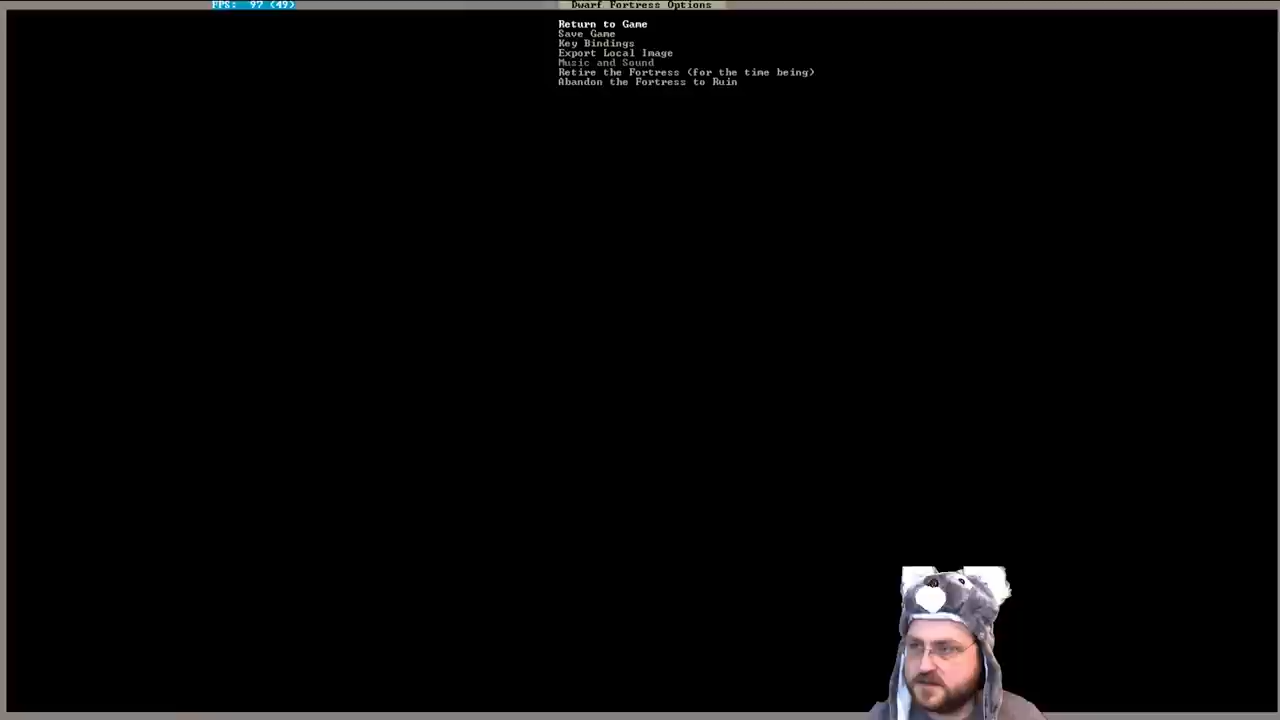 FPS: 97 (49)
Dwarf Fortress Options
Return to Game
Save Game
Key Bindings
Export Local Image
Music and Sound
Retire the Fortress (for the time being)
Abandon the Fortress to Ruin